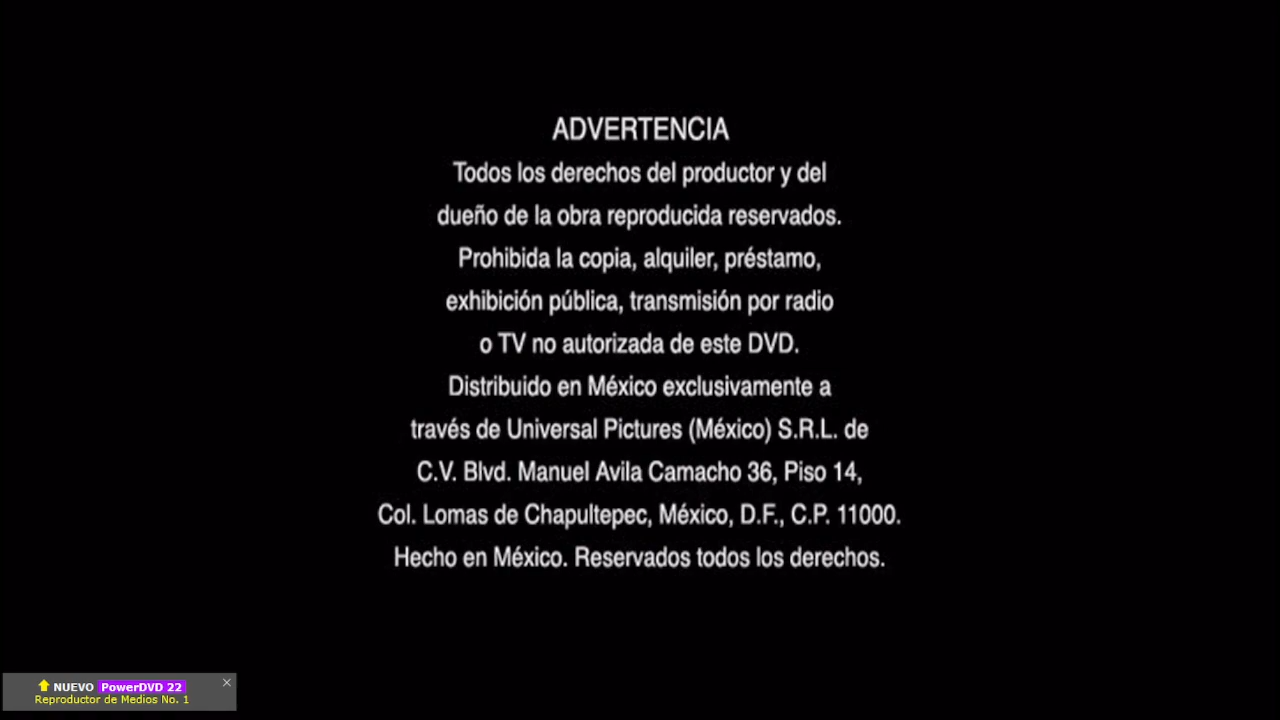 ADVERTENCIA
Todos los derechos del productor y del
dueño de la obra reproducida reservados.
Prohibida la copia, alquiler, préstamo,
exhibición pública, transmisión por radio
o TV no autorizada de este DVD.
Distribuido en México exclusivamente a
través de Universal Pictures (México) S.R.L. de
C.V. Blvd. Manuel Avila Camacho 36, Piso 14,
Col. Lomas de Chapultepec, México, D.F., C.P. 11000.
Hecho en México. Reservados todos los derechos.
NUEVO PowerDVD 22
Reproductor de Medios No. 1